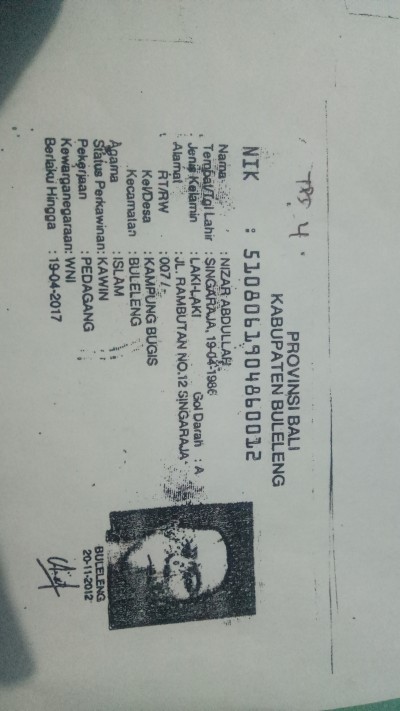 TPS. 4.
PROVINSI BALI
KABUPATEN BULELENG
NIK : 5108061904860012
Nama : NIZAR ABDULLAH
Tempat/Tgl Lahir : SINGARAJA, 19-04-1986
Jenis Kelamin : LAKI-LAKI Gol Darah : A
Alamat : JL. RAMBUTAN NO.12 SINGARAJA
RT/RW : 007 / -
Kel/Desa : KAMPUNG BUGIS
Kecamatan : BULELENG
Agama : ISLAM
Status Perkawinan: KAWIN
Pekerjaan : PEDAGANG
Kewarganegaraan: WNI
Berlaku Hingga : 19-04-2017
BULELENG
20-11-2012